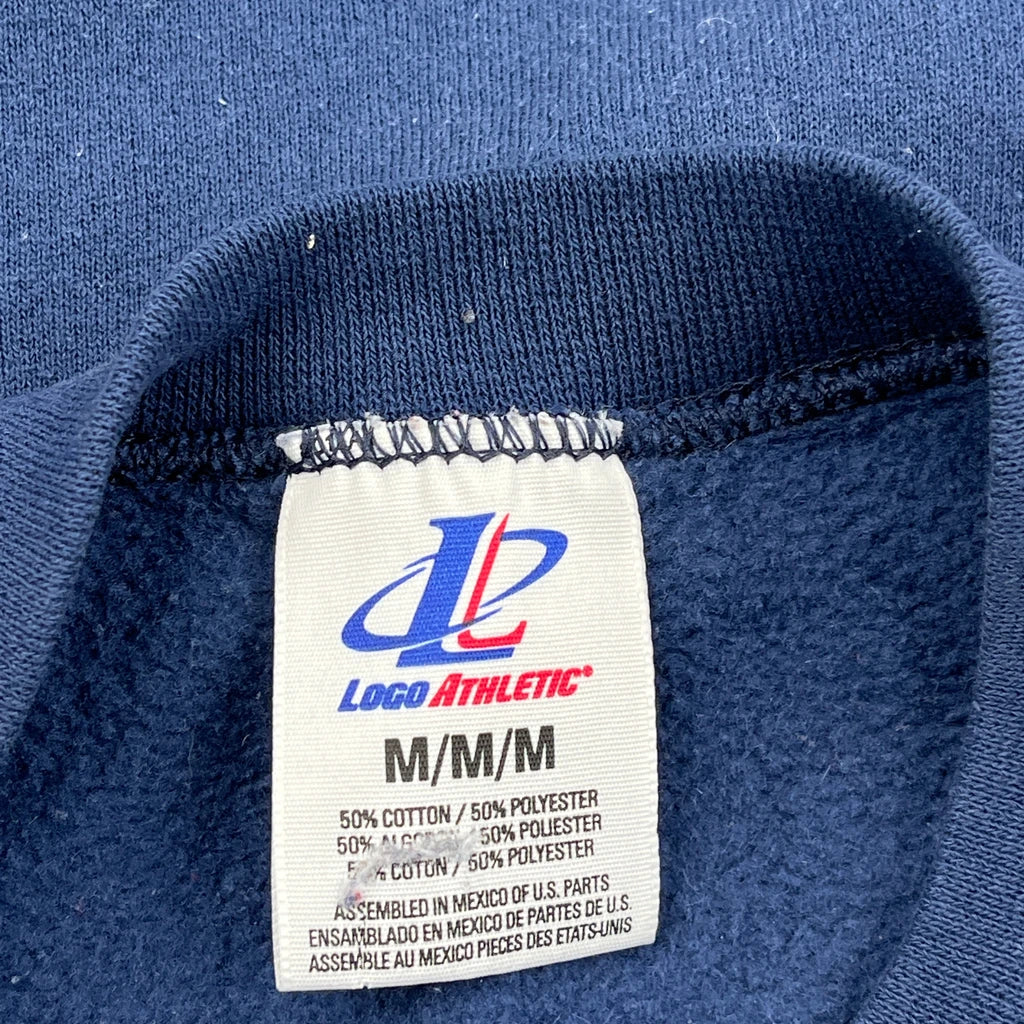 LOGO ATHLETIC
M/M/M
50% COTTON / 50% POLYESTER
50% ALGODON / 50% POLIESTER
50% COTON / 50% POLYESTER
ASSEMBLED IN MEXICO OF U.S. PARTS
ENSAMBLADO EN MEXICO DE PARTES DE U.S.
ASSEMBLE AU MEXICO PIECES DES ETATS-UNIS